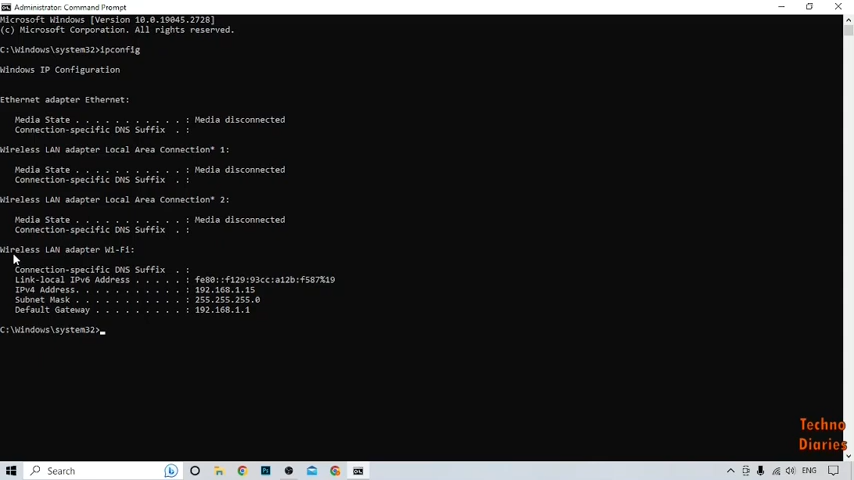 Administrator: Command Prompt
Microsoft Windows [Version 10.0.19045.2728]
(c) Microsoft Corporation. All rights reserved.
C:\Windows\system32>ipconfig
Windows IP Configuration
Ethernet adapter Ethernet:
Media State . . . . . . . . . . . : Media disconnected
Connection-specific DNS Suffix  . :
Wireless LAN adapter Local Area Connection* 1:
Media State . . . . . . . . . . . : Media disconnected
Connection-specific DNS Suffix  . :
Wireless LAN adapter Local Area Connection* 2:
Media State . . . . . . . . . . . : Media disconnected
Connection-specific DNS Suffix  . :
Wireless LAN adapter Wi-Fi:
Connection-specific DNS Suffix  . :
Link-local IPv6 Address . . . . . : fe80::f129:93cc:a12b:f587%19
IPv4 Address. . . . . . . . . . . : 192.168.1.15
Subnet Mask . . . . . . . . . . . : 255.255.255.0
Default Gateway . . . . . . . . . : 192.168.1.1
C:\Windows\system32>
Techno
Diaries
Search
Ps
ENG